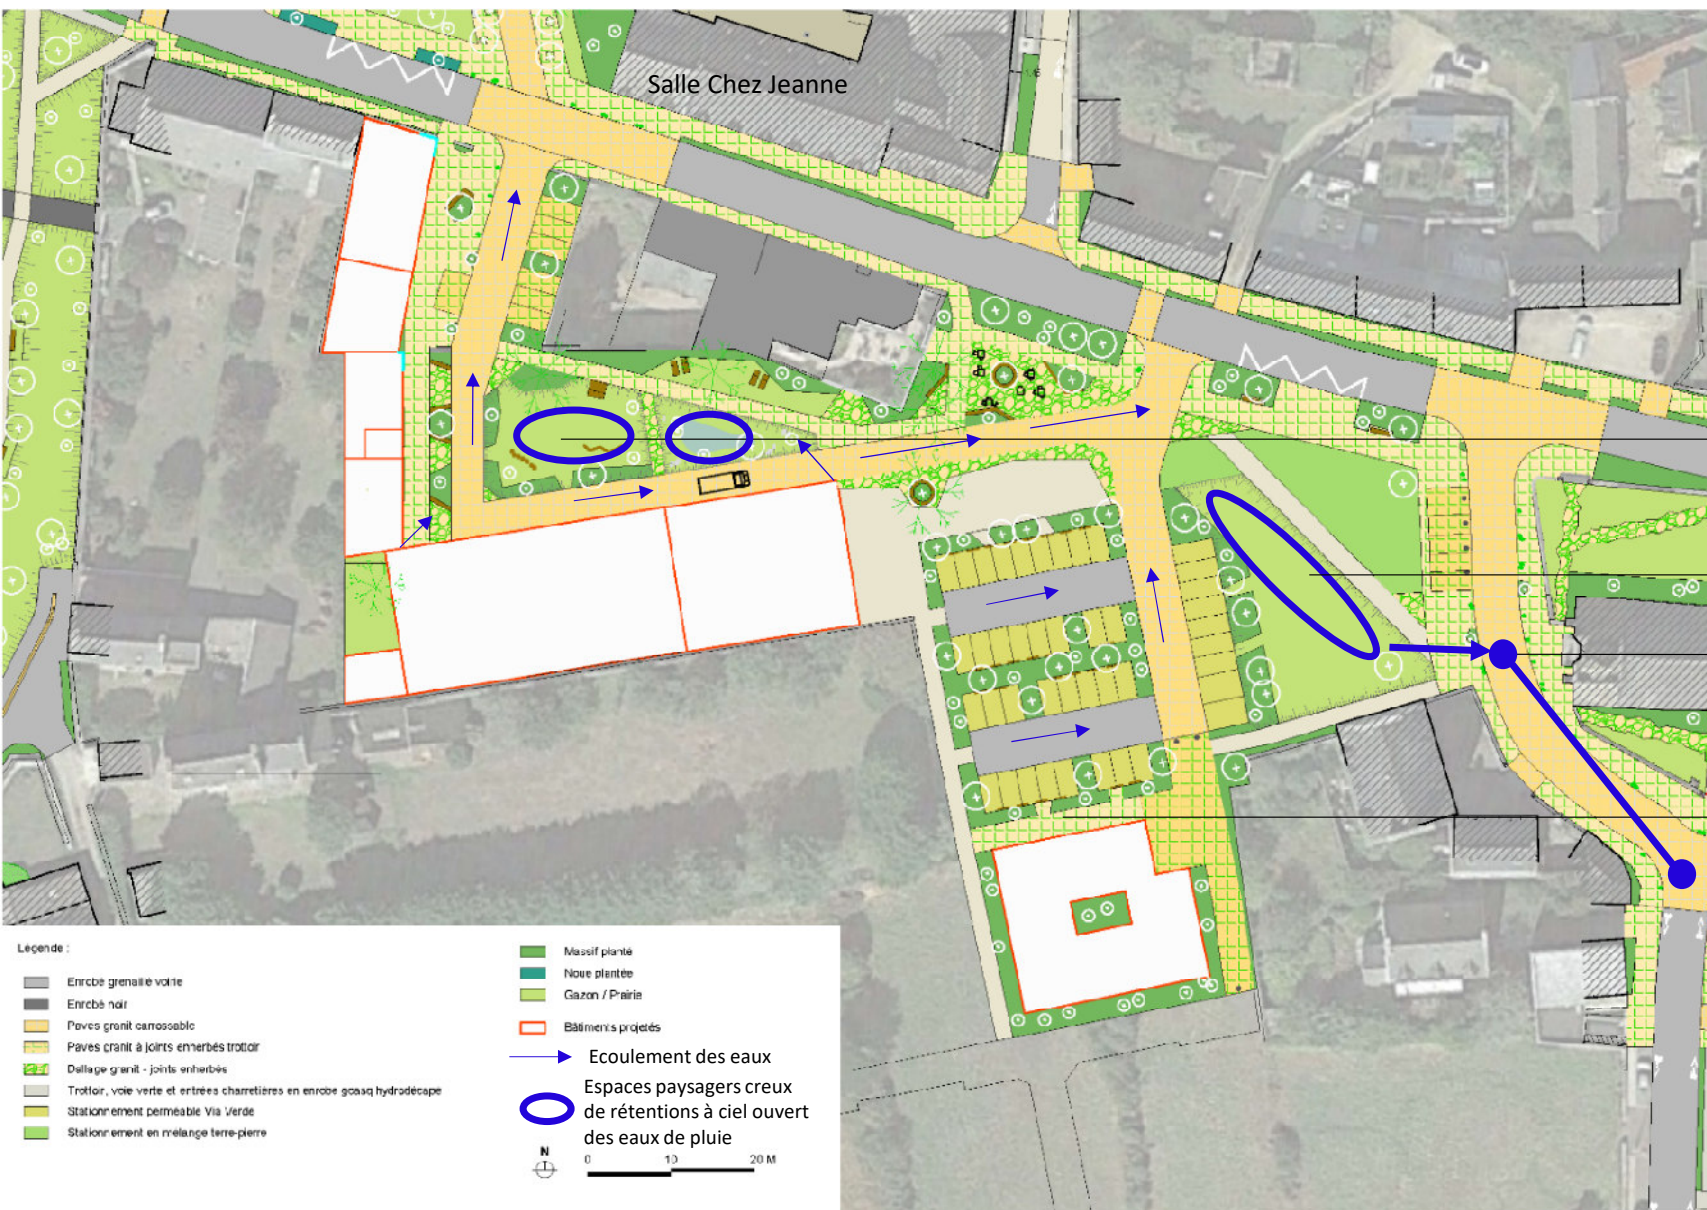 Salle Chez Jeanne
Légende :
Enrobé grenaillé voirie
Enrobé noir
Pavés granit carrossable
Pavés granit à joints enherbés trottoir
Dallage granit - joints enherbés
Trottoir, voie verte et entrées charretières en enrobé gcasq hydrodécapé
Stationnement perméable Via Verde
Stationnement en mélange terre-pierre
Massif planté
Noue plantée
Gazon / Prairie
Bâtiments projetés
Ecoulement des eaux
Espaces paysagers creux
de rétentions à ciel ouvert
des eaux de pluie
N
0 10 20 M